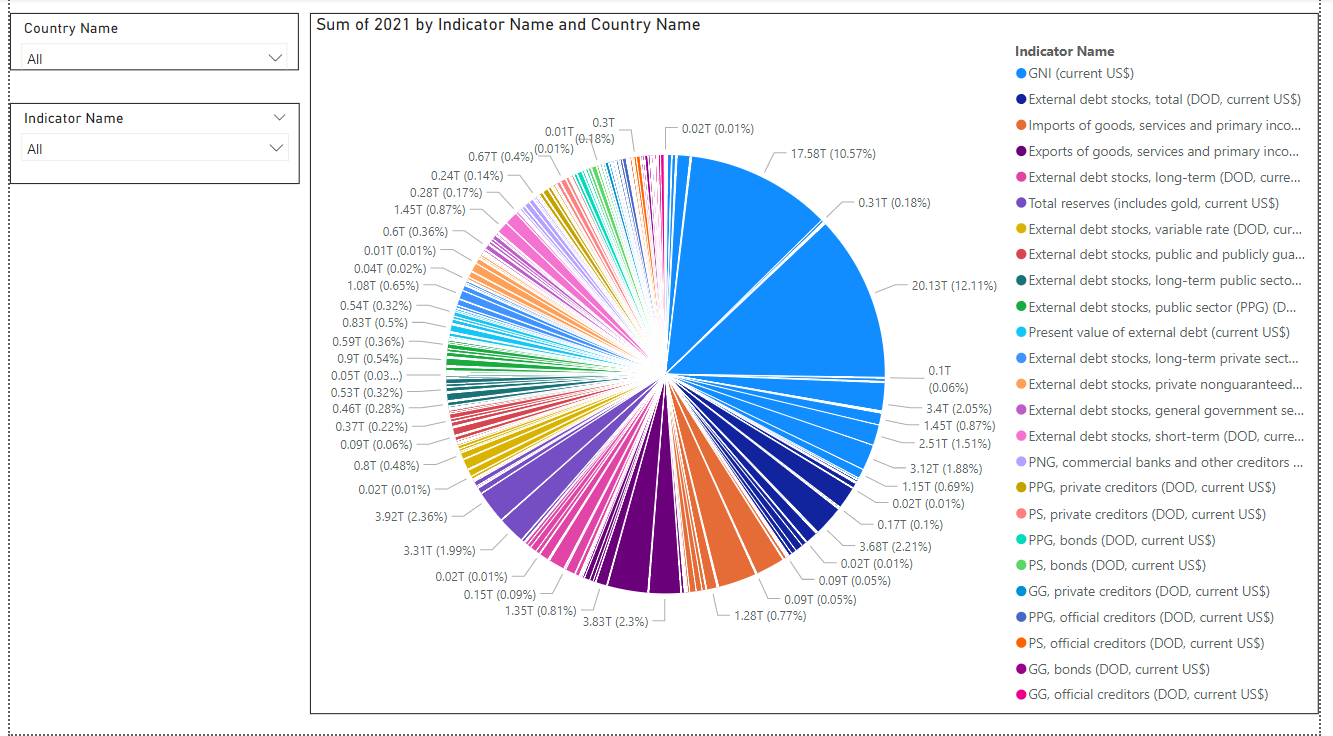 Country Name
All
Indicator Name
All
Sum of 2021 by Indicator Name and Country Name
0.02T (0.01%)
17.58T (10.57%)
0.31T (0.18%)
20.13T (12.11%)
0.1T
(0.06%)
3.4T (2.05%)
1.45T (0.87%)
2.51T (1.51%)
3.12T (1.88%)
1.15T (0.69%)
0.02T (0.01%)
0.17T (0.1%)
3.68T (2.21%)
0.02T (0.01%)
0.09T (0.05%)
0.09T (0.05%)
1.28T (0.77%)
3.83T (2.3%)
1.35T (0.81%)
0.15T (0.09%)
0.02T (0.01%)
3.31T (1.99%)
3.92T (2.36%)
0.02T (0.01%)
0.8T (0.48%)
0.09T (0.06%)
0.37T (0.22%)
0.46T (0.28%)
0.53T (0.32%)
0.05T (0.03...)
0.9T (0.54%)
0.59T (0.36%)
0.83T (0.5%)
0.54T (0.32%)
1.08T (0.65%)
0.04T (0.02%)
0.01T (0.01%)
0.6T (0.36%)
1.45T (0.87%)
0.28T (0.17%)
0.24T (0.14%)
0.67T (0.4%)
0.01T
(0.01%)
0.3T
(0.18%)
Indicator Name
GNI (current US$)
External debt stocks, total (DOD, current US$)
Imports of goods, services and primary inco...
Exports of goods, services and primary inco...
External debt stocks, long-term (DOD, curre...
Total reserves (includes gold, current US$)
External debt stocks, variable rate (DOD, cur...
External debt stocks, public and publicly gua...
External debt stocks, long-term public secto...
External debt stocks, public sector (PPG) (D...
Present value of external debt (current US$)
External debt stocks, long-term private sect...
External debt stocks, private nonguaranteed...
External debt stocks, general government se...
External debt stocks, short-term (DOD, curre...
PNG, commercial banks and other creditors ...
PPG, private creditors (DOD, current US$)
PS, private creditors (DOD, current US$)
PPG, bonds (DOD, current US$)
PS, bonds (DOD, current US$)
GG, private creditors (DOD, current US$)
PPG, official creditors (DOD, current US$)
PS, official creditors (DOD, current US$)
GG, bonds (DOD, current US$)
GG, official creditors (DOD, current US$)